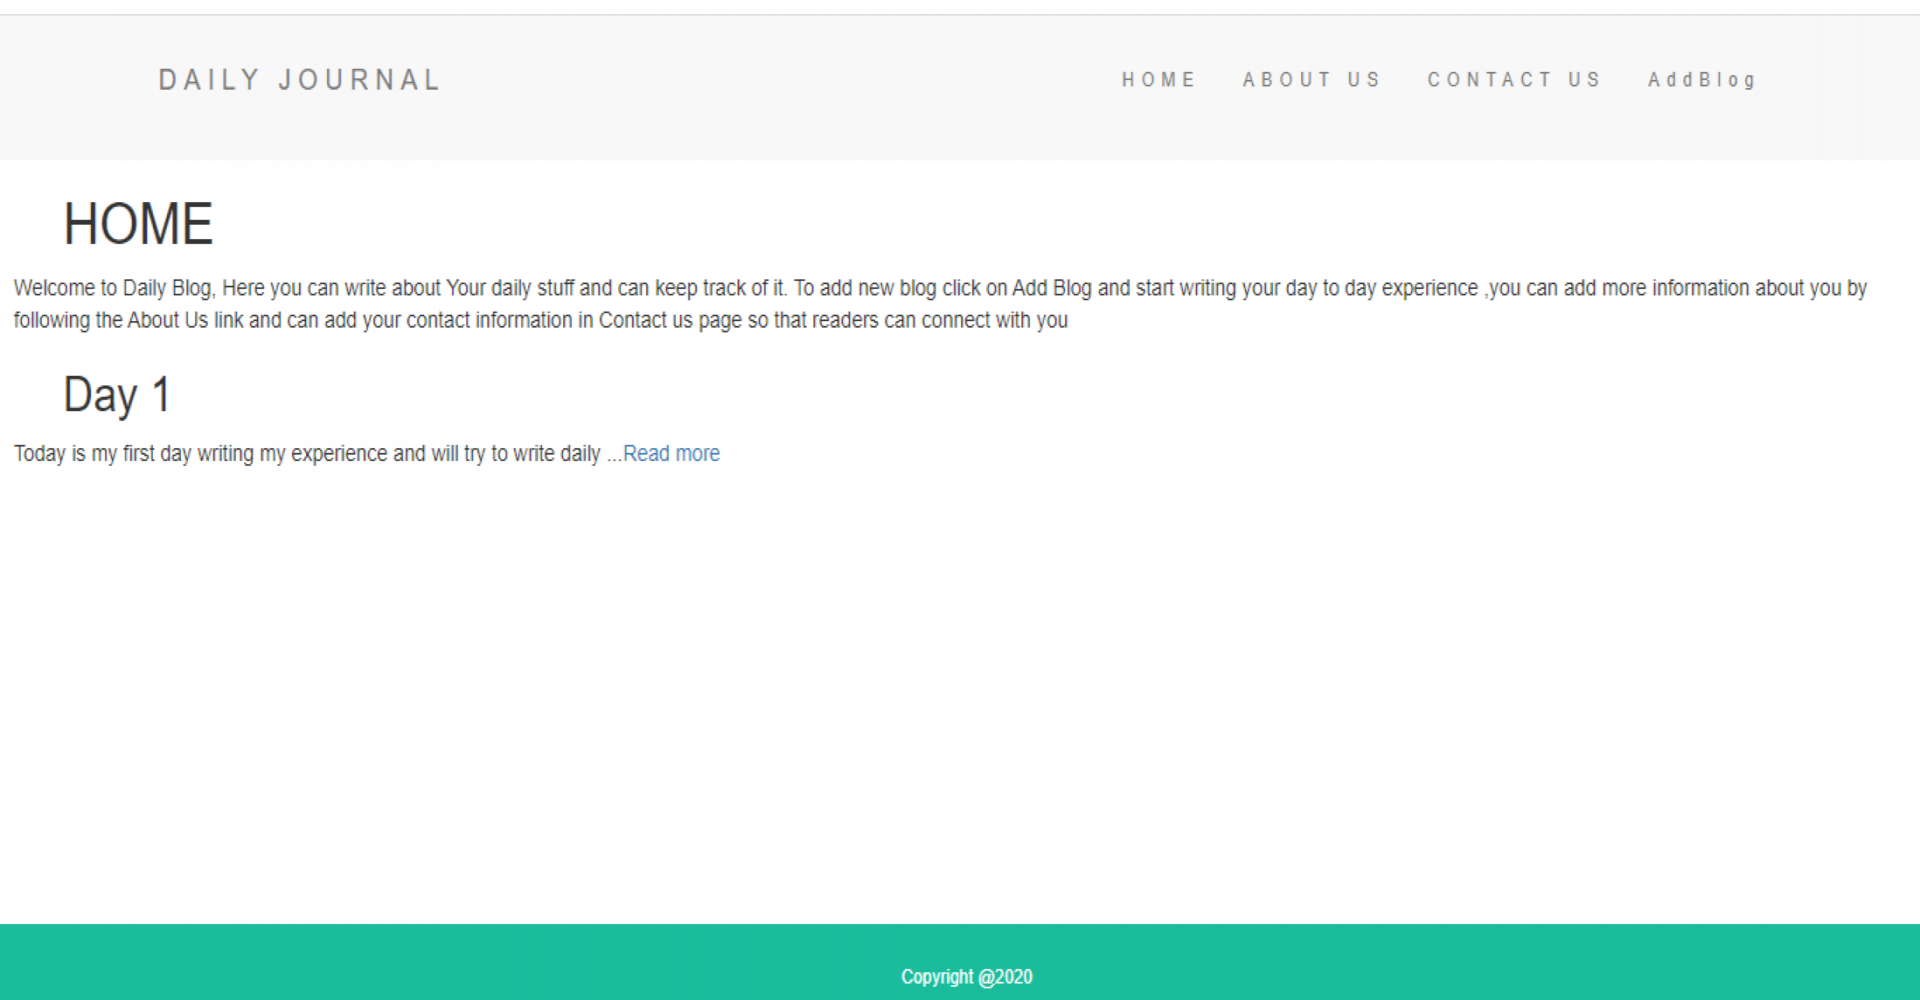 DAILY JOURNAL
HOME ABOUT US CONTACT US AddBlog
HOME
Welcome to Daily Blog, Here you can write about Your daily stuff and can keep track of it. To add new blog click on Add Blog and start writing your day to day experience ,you can add more information about you by
following the About Us link and can add your contact information in Contact us page so that readers can connect with you
Day 1
Today is my first day writing my experience and will try to write daily ...Read more
Copyright @2020